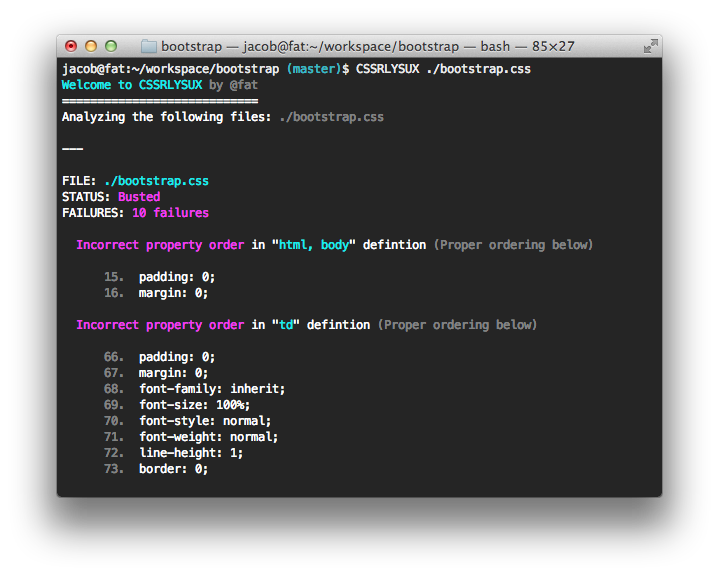 bootstrap — jacob@fat:~/workspace/bootstrap — bash — 85×27
jacob@fat:~/workspace/bootstrap (master)$ CSSRLYSUX ./bootstrap.css
Welcome to CSSRLYSUX by @fat
============================
Analyzing the following files: ./bootstrap.css
___
FILE: ./bootstrap.css
STATUS: Busted
FAILURES: 10 failures
Incorrect property order in "html, body" defintion (Proper ordering below)
15. padding: 0;
16. margin: 0;
Incorrect property order in "td" defintion (Proper ordering below)
66. padding: 0;
67. margin: 0;
68. font-family: inherit;
69. font-size: 100%;
70. font-style: normal;
71. font-weight: normal;
72. line-height: 1;
73. border: 0;